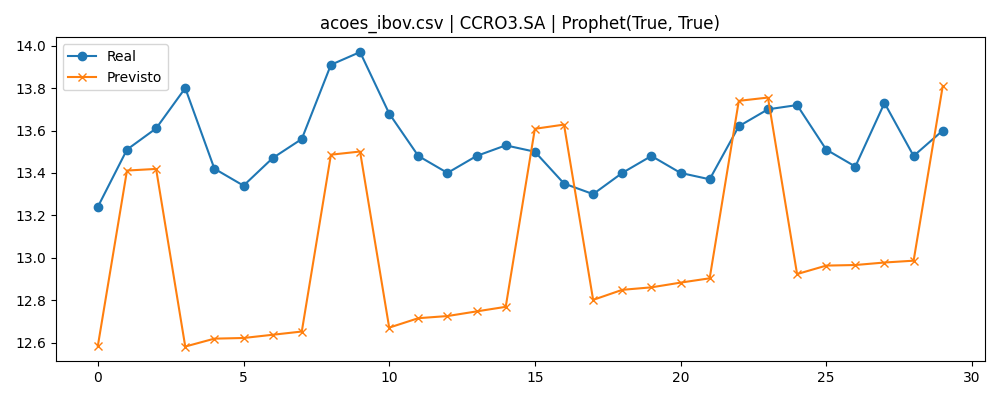 acoes_ibov.csv | CCRO3.SA | Prophet(True, True)
Real
Previsto
14.0
13.8
13.6
13.4
13.2
13.0
12.8
12.6
0 5 10 15 20 25 30